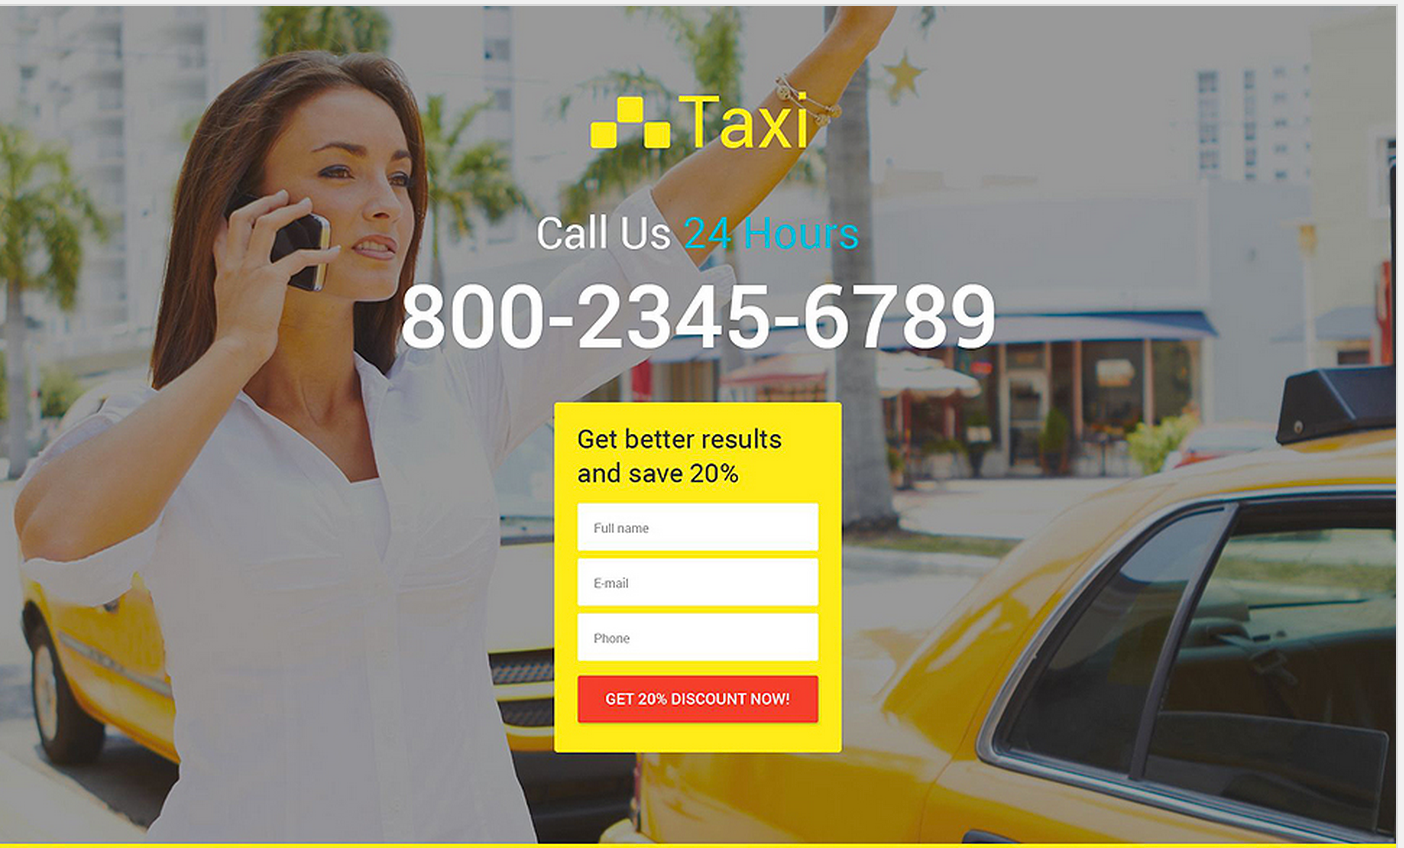 Taxi
Call Us 24 Hours
800-2345-6789
Get better results
and save 20%
Full name
E-mail
Phone
GET 20% DISCOUNT NOW!